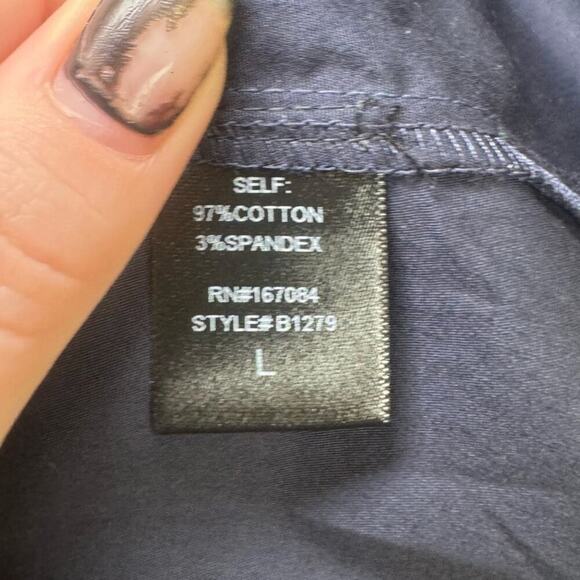 SELF:
97%COTTON
3%SPANDEX
RN#167084
STYLE# B1279
L